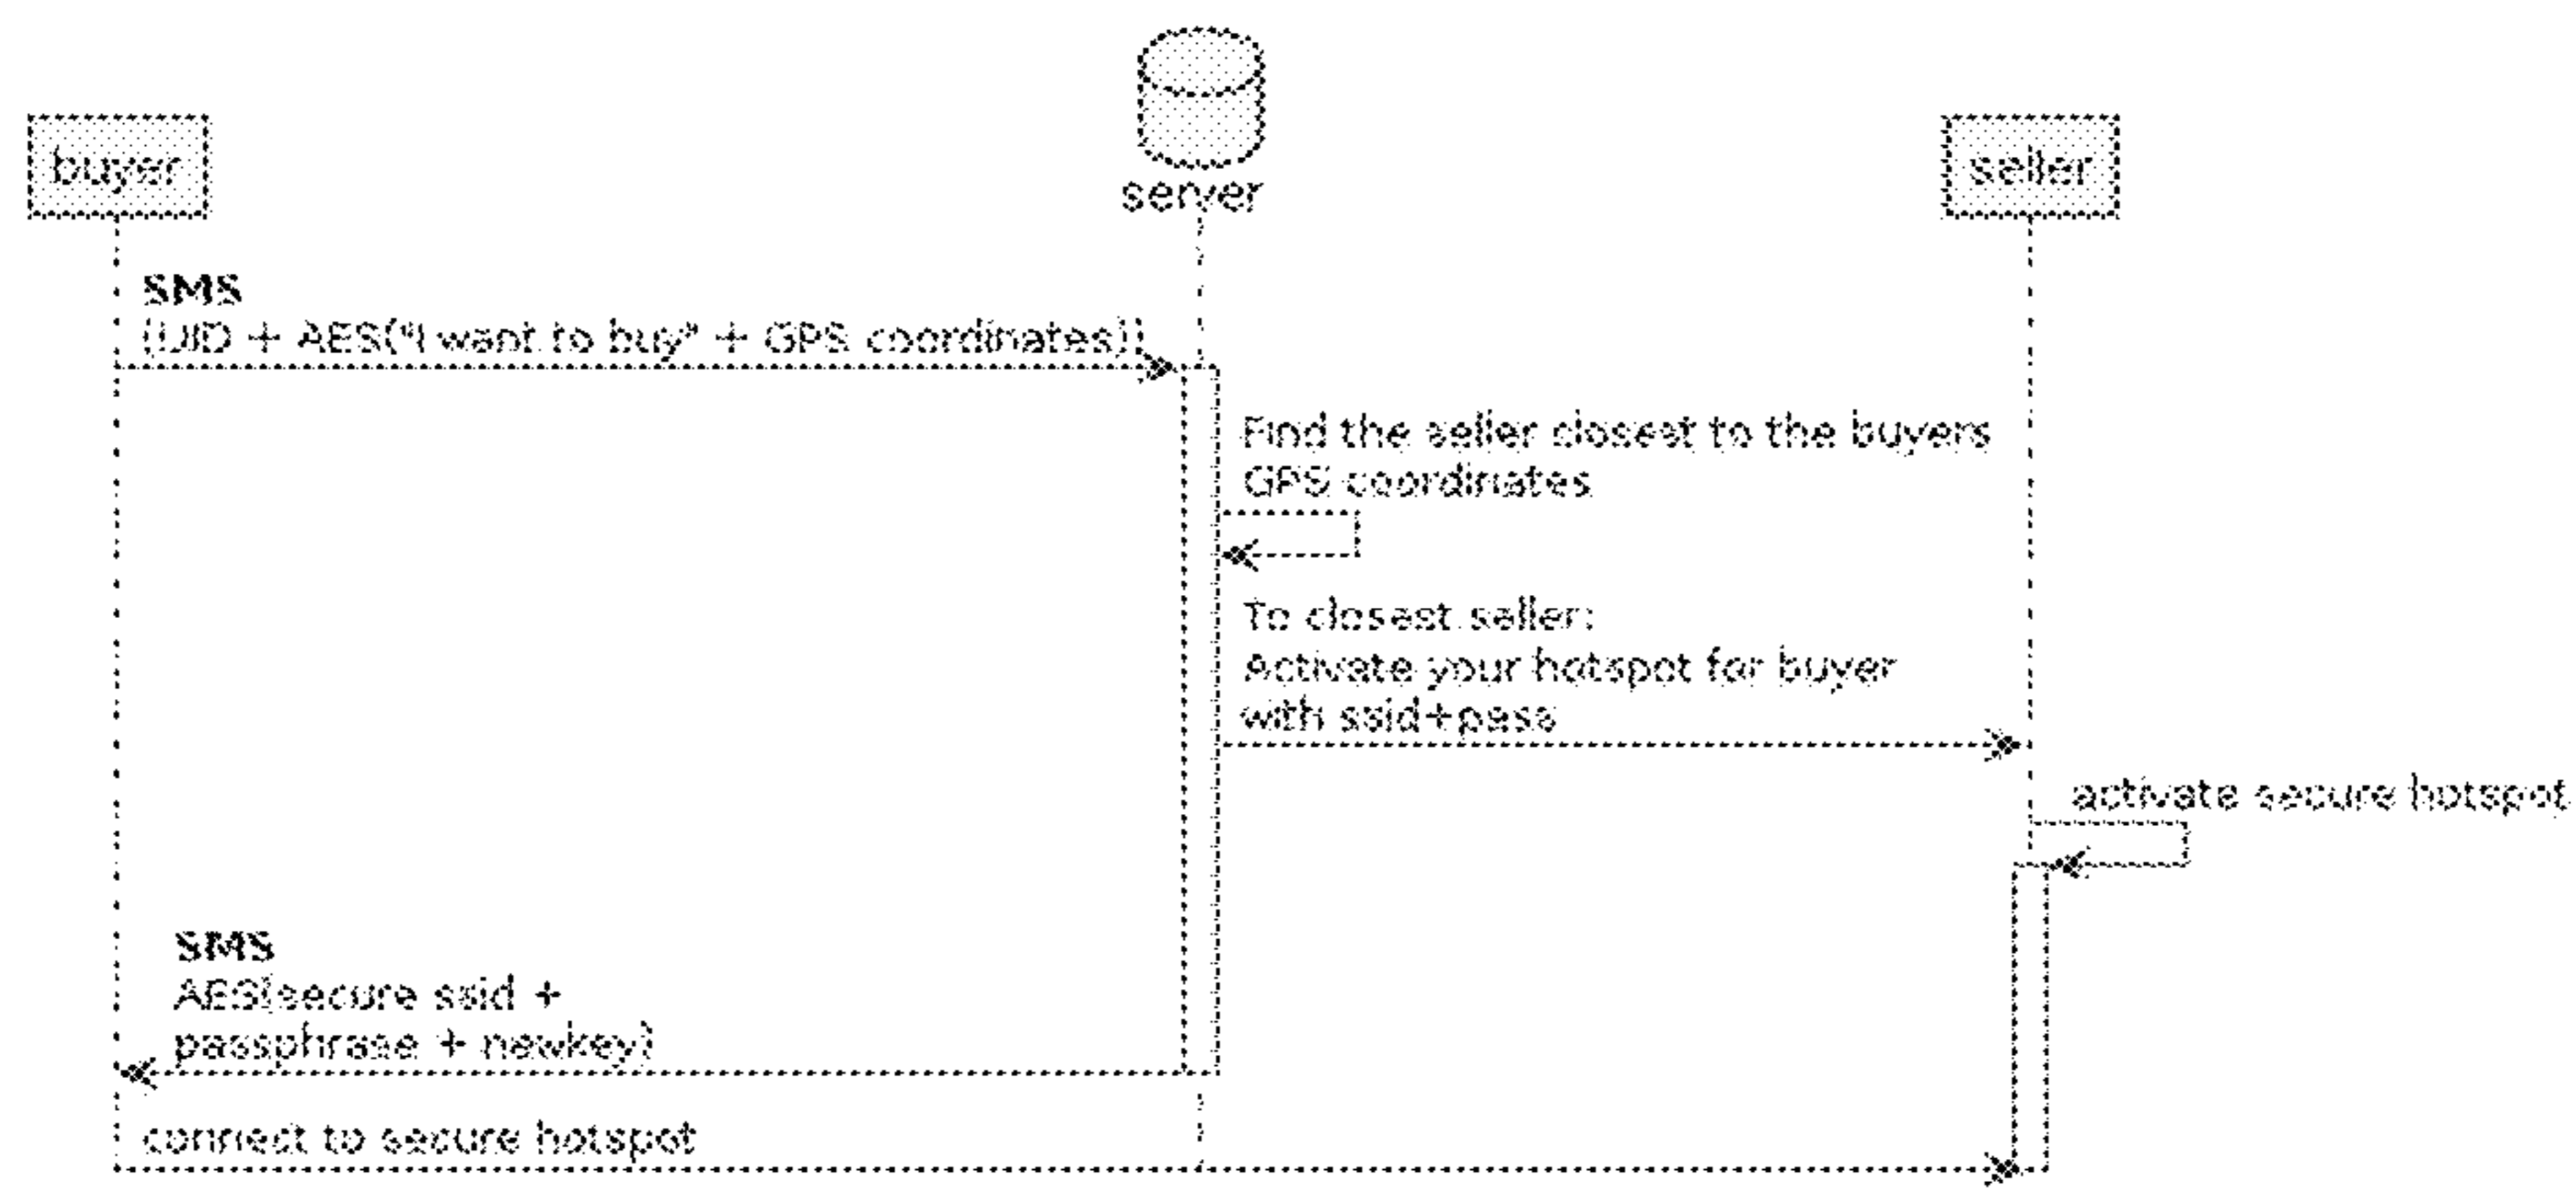 buyer
server
seller
SMS
(UID + AES("I want to buy" + GPS coordinates))
Find the seller closest to the buyers
GPS coordinates
To closest seller:
Activate your hotspot for buyer
with ssid+pass
activate secure hotspot
SMS
AES(secure ssid +
passphrase + newkey)
connect to secure hotspot